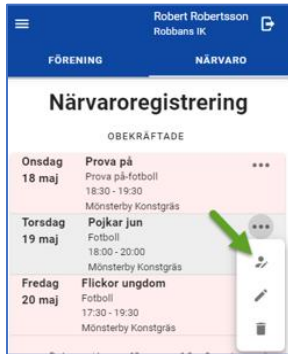 Robert Robertsson
Robbans IK
FÖRENING
NÄRVARO
Närvaroregistrering
OBEKRÄFTADE
Onsdag
18 maj
Prova på
Prova på-fotboll
18:30 - 19:30
Mönsterby Konstgräs
Torsdag
19 maj
Pojkar jun
Fotboll
18:00 - 20:00
Mönsterby Konstgräs
Fredag
20 maj
Flickor ungdom
Fotboll
17:30 - 19:30
Mönsterby Konstgräs